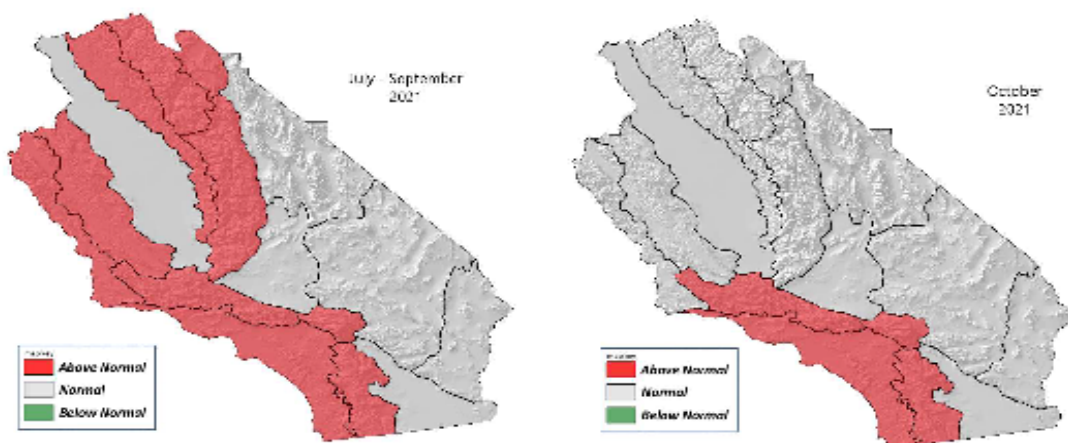 July - September
2021
Above Normal
Normal
Below Normal
October
2021
Above Normal
Normal
Below Normal